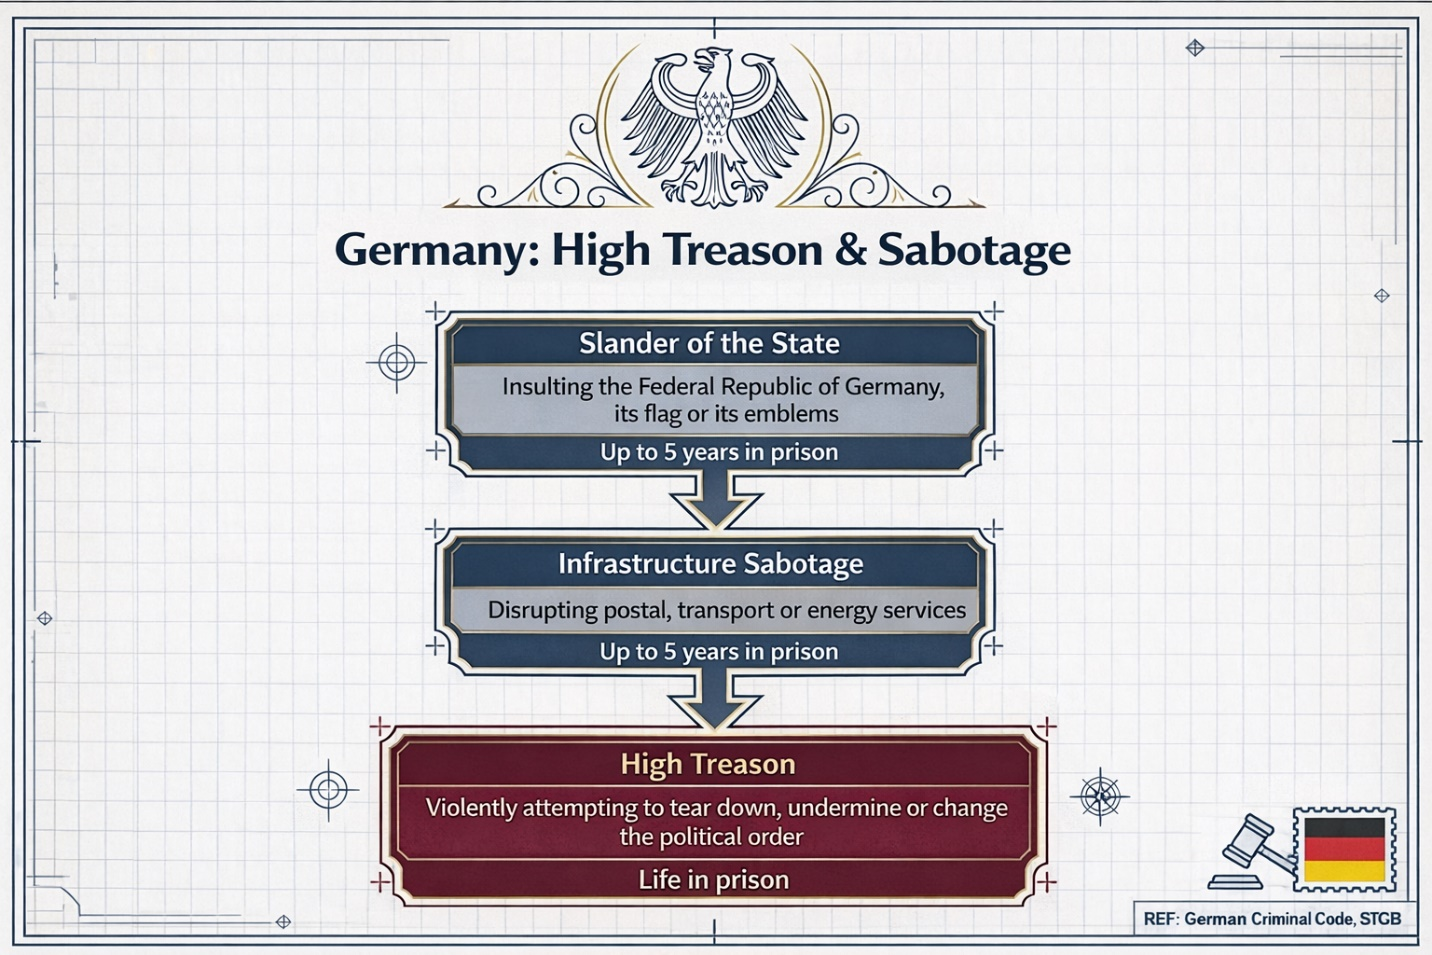 Germany: High Treason & Sabotage
Slander of the State
Insulting the Federal Republic of Germany,
its flag or its emblems
Up to 5 years in prison
Infrastructure Sabotage
Disrupting postal, transport or energy services
Up to 5 years in prison
High Treason
Violently attempting to tear down, undermine or change
the political order
Life in prison
REF: German Criminal Code, STGB